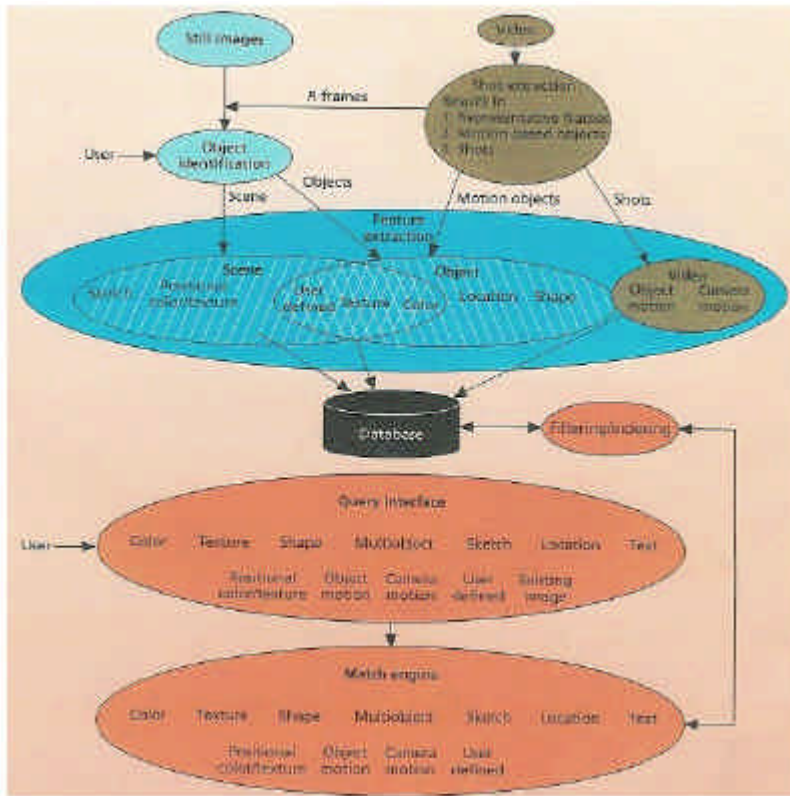 Still images
Video
Shot extraction
Results in
1. Representative frames
2. Motion based objects
3. Shots
R-frames
User
Object
identification
Scene
Objects
Motion objects
Shots
Feature
extraction
Scene
Sketch
Positional
color/texture
User
defined
Texture
Color
Object
Location
Shape
Video
Object
motion
Camera
motion
Database
Filtering/indexing
Query interface
User
Color Texture Shape Multiobject Sketch Location Text
Positional
color/texture
Object
motion
Camera
motion
User
defined
Existing
image
Match engine
Color Texture Shape Multiobject Sketch Location Text
Positional
color/texture
Object
motion
Camera
motion
User
defined